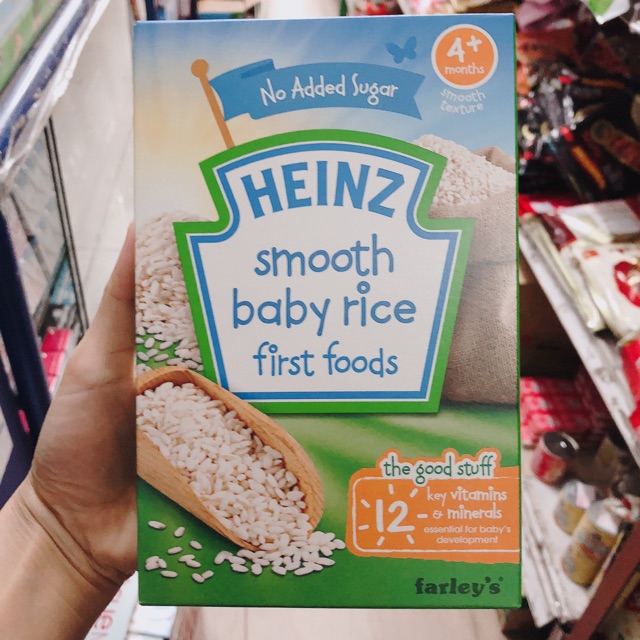 4+
months
smooth
texture
No Added Sugar
HEINZ
smooth
baby rice
first foods
the good stuff
12
key vitamins
& minerals
essential for baby's
development
farley's